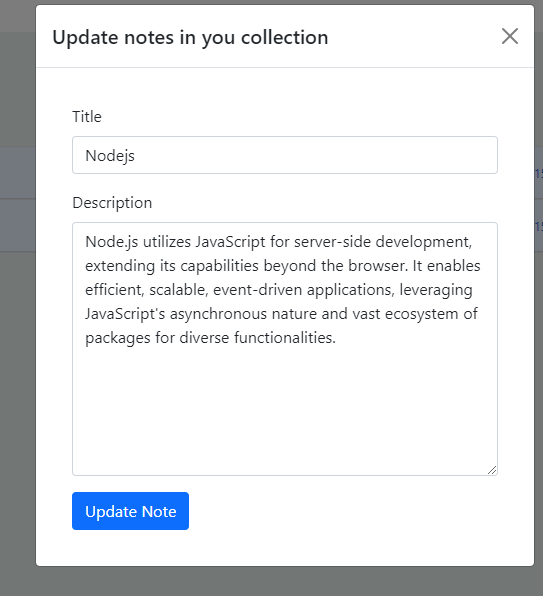 Update notes in you collection
Title
Nodejs
Description
Node.js utilizes JavaScript for server-side development,
extending its capabilities beyond the browser. It enables
efficient, scalable, event-driven applications, leveraging
JavaScript's asynchronous nature and vast ecosystem of
packages for diverse functionalities.
Update Note